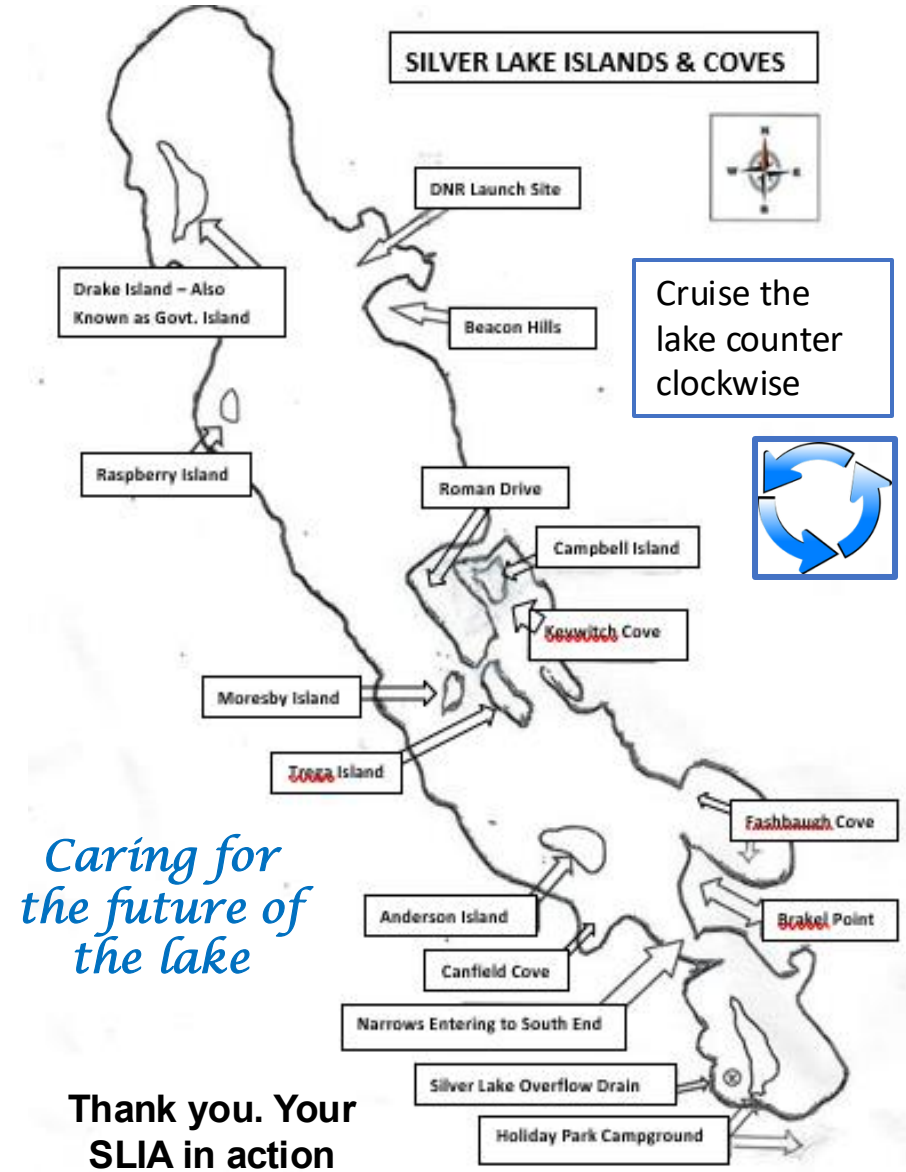 SILVER LAKE ISLANDS & COVES
N
W
E
S
DNR Launch Site
Drake Island – Also
Known as Govt. Island
Beacon Hills
Cruise the
lake counter
clockwise
Raspberry Island
Roman Drive
Campbell Island
Keywitch Cove
Moresby Island
Trega Island
Fashbaugh Cove
Caring for
the future of
the lake
Anderson Island
Brakel Point
Canfield Cove
Narrows Entering to South End
Silver Lake Overflow Drain
Thank you. Your
SLIA in action
Holiday Park Campground